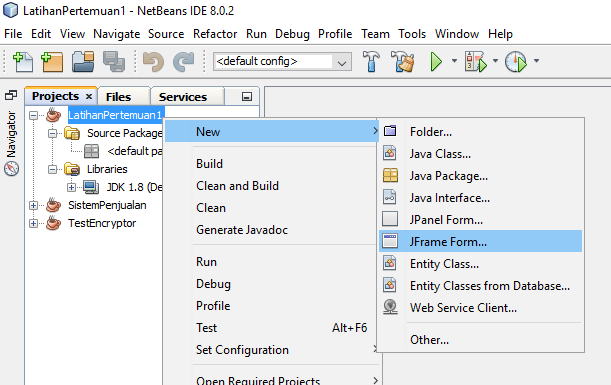 LatihanPertemuan1 - NetBeans IDE 8.0.2
File Edit View Navigate Source Refactor Run Debug Profile Team Tools Window Help
<default config>
Projects Files Services
Navigator
LatihanPertemuan1
Source Package
<default pa
Libraries
JDK 1.8 (De
SistemPenjualan
TestEncryptor
New
Build
Clean and Build
Clean
Generate Javadoc
Run
Debug
Profile
Test Alt+F6
Set Configuration
Open Required Projects
Folder...
Java Class...
Java Package...
Java Interface...
JPanel Form...
JFrame Form...
Entity Class...
Entity Classes from Database...
Web Service Client...
Other...